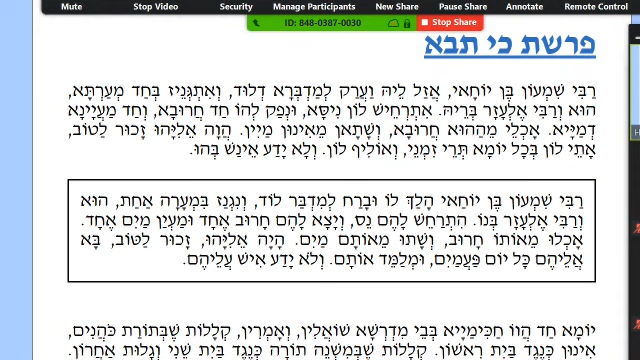 Mute Stop Video Security Manage Participants New Share Pause Share Annotate Remote Control
ID: 848-0387-0030 Stop Share
פרשת כי תבא
רַבִּי שִׁמְעוֹן בֶּן יוֹחָאי, אֲזַל לֵיהּ וַעֲרַק לְמַדְבְּרָא דְלוּד, וְאִתְגְּנִיז בְּחַד מְעַרְתָּא,
הוּא וְרַבִּי אֶלְעָזָר בְּרֵיהּ. אִתְרְחִישׁ לוֹן נִיסָּא, וּנְפַק לְהוּ חַד חֲרוּבָא, וְחַד מַעֲיָינָא
דְמַיָּיא. אָכְלֵי מֵהַהוּא חֲרוּבָא, וְשָׁתָאן מֵאִינּוּן מַיִין. הֲוָה אֵלִיָּהוּ זָכוּר לַטּוֹב,
אָתֵי לוֹן בְּכָל יוֹמָא תְּרֵי זִמְנֵי, וְאוֹלִיף לוֹן. וְלָא יָדַע אֵינָשׁ בְּהוּ.
רַבִּי שִׁמְעוֹן בֶּן יוֹחַאי הָלַךְ לוֹ וּבָרַח לְמִדְבַּר לוֹד, וְנִגְנַז בִּמְעָרָה אַחַת, הוּא
וְרַבִּי אֶלְעָזָר בְּנוֹ. הִתְרַחֵשׁ לָהֶם נֵס, וְיָצָא לָהֶם חָרוּב אֶחָד וּמַעְיַן מַיִם אֶחָד.
אָכְלוּ מֵאוֹתוֹ חָרוּב, וְשָׁתוּ מֵאוֹתָם מַיִם. הָיָה אֵלִיָּהוּ, זָכוּר לַטּוֹב, בָּא
אֲלֵיהֶם כָּל יוֹם פַּעֲמַיִם, וּמְלַמֵּד אוֹתָם. וְלֹא יָדַע אִישׁ עֲלֵיהֶם.
יוֹמָא חַד הֲווֹ חַכִּימַיָּיא בְּבֵי מִדְרְשָׁא שׁוֹאֲלִין, וְאָמְרִין, קְלָלוֹת שֶׁבְּתוֹרַת כֹּהֲנִים,
אִינּוּן כְּנֶגֶד בַּיִת רִאשׁוֹן. קְלָלוֹת שֶׁבְּמִשְׁנֵה תוֹרָה כְּנֶגֶד בַּיִת שֵׁנִי וְגָלוּת אַחֲרוֹן.